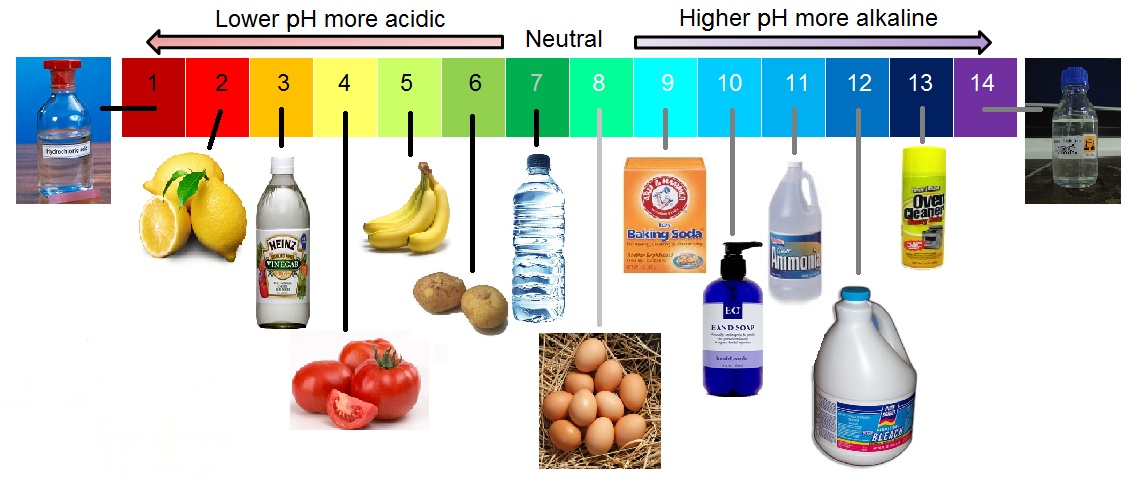 Lower pH more acidic
Higher pH more alkaline
Neutral
1 2 3 4 5 6 7 8 9 10 11 12 13 14
Hydrochloric acid
HEINZ
VINEGAR
ARM & HAMMER
PURE
Baking Soda
EO
HAND SOAP
Ammonia
Oven
Cleaner
BLEACH